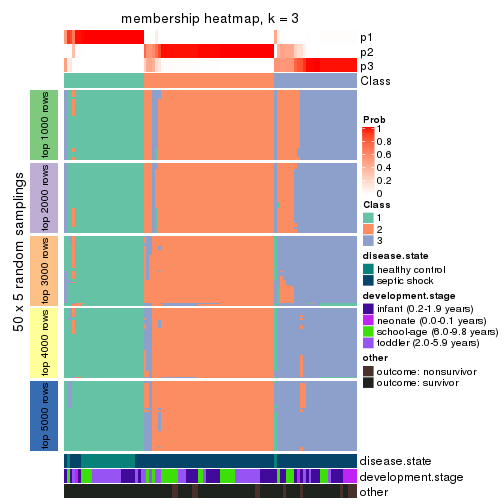 membership heatmap, k = 3
p1
p2
p3
Class
50 x 5 random samplings
top 1000 rows
top 2000 rows
top 3000 rows
top 4000 rows
top 5000 rows
Prob
1
0.8
0.6
0.4
0.2
0
Class
1
2
3
disease.state
healthy control
septic shock
development.stage
infant (0.2-1.9 years)
neonate (0.0-0.1 years)
school-age (6.0-9.8 years)
toddler (2.0-5.9 years)
other
outcome: nonsurvivor
outcome: survivor
disease.state
development.stage
other